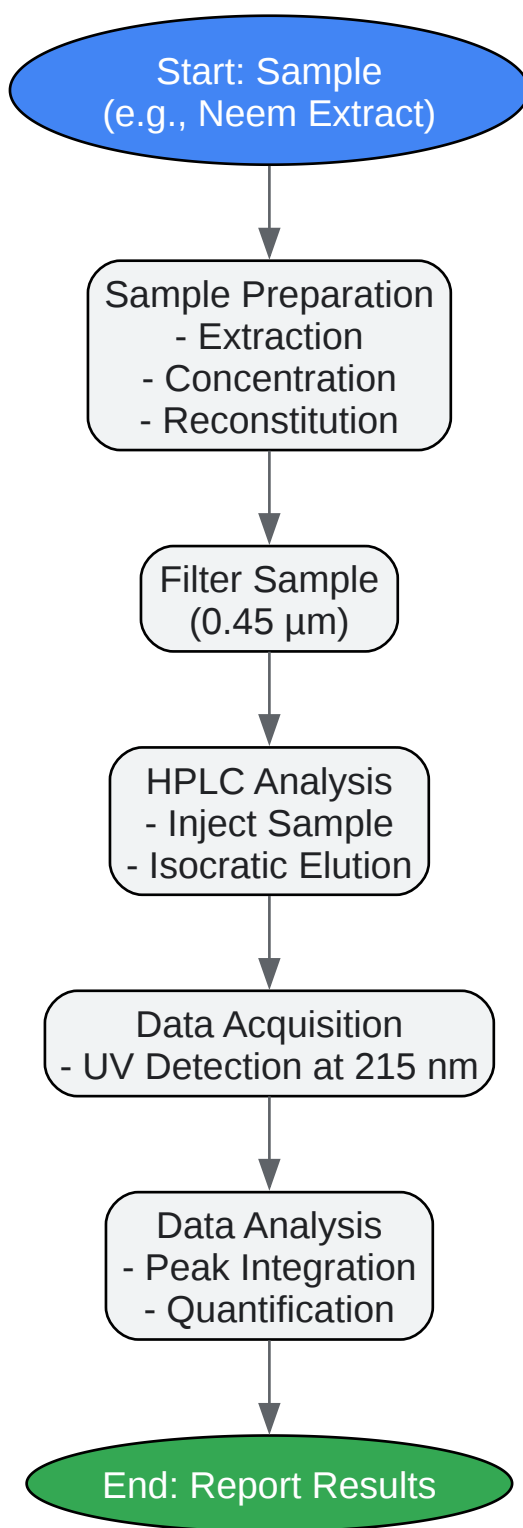 Start: Sample
(e.g., Neem Extract)
Sample Preparation
- Extraction
- Concentration
- Reconstitution
Filter Sample
(0.45 µm)
HPLC Analysis
- Inject Sample
- Isocratic Elution
Data Acquisition
- UV Detection at 215 nm
Data Analysis
- Peak Integration
- Quantification
End: Report Results